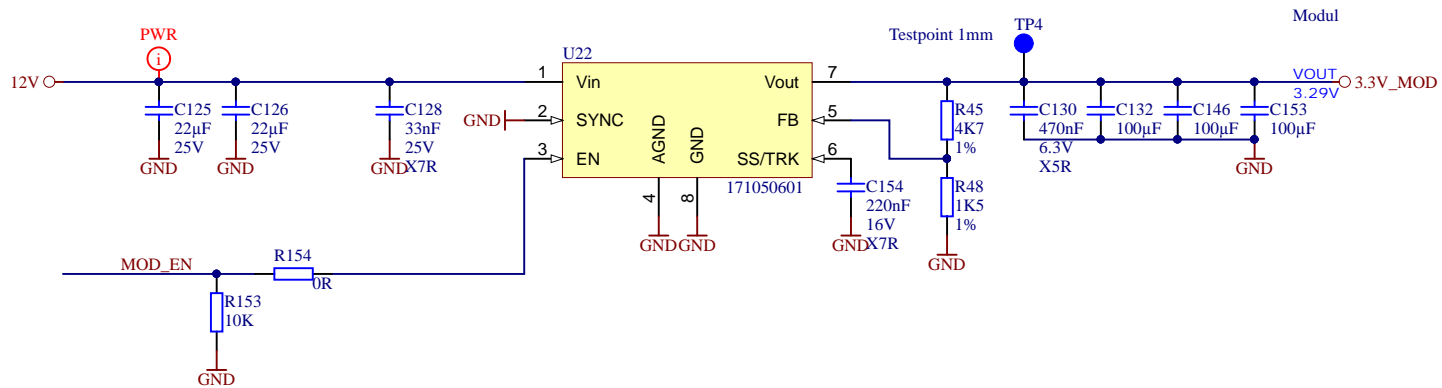 Modul
PWR
i
TP4
Testpoint 1mm
U22
12V
1
Vin
Vout
7
VOUT
3.29V
3.3V_MOD
C125
22µF
25V
GND
C126
22µF
25V
GND
C128
33nF
25V
X7R
GND
GND
2
SYNC
FB
5
3
EN
SS/TRK
6
AGND
GND
171050601
4
8
GND
GND
C154
220nF
16V
X7R
GND
R45
4K7
1%
R48
1K5
1%
GND
C130
470nF
6.3V
X5R
C132
100µF
C146
100µF
C153
100µF
GND
MOD_EN
R154
0R
R153
10K
GND